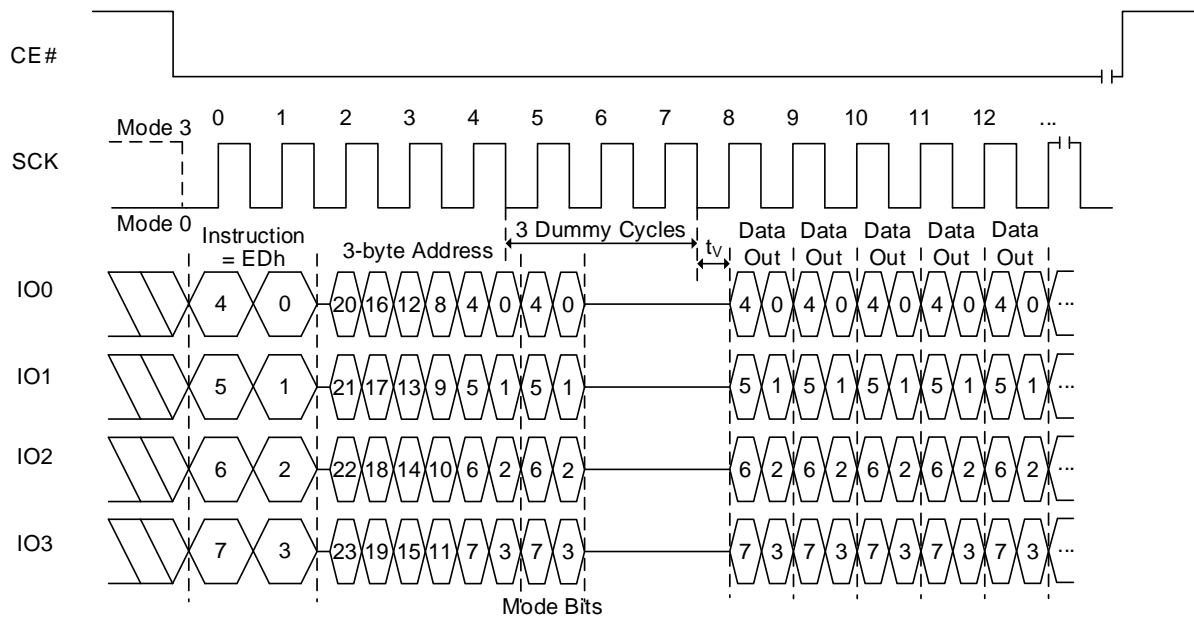 CE#
0 1 2 3 4 5 6 7 8 9 10 11 12 ...
Mode 3
SCK
Mode 0
Instruction
= EDh
3-byte Address
3 Dummy Cycles
tV
Data
Out
Data
Out
Data
Out
Data
Out
Data
Out
IO0 4 0 20 16 12 8 4 0 4 0 4 0 4 0 4 0 4 0 4 0 ...
IO1 5 1 21 17 13 9 5 1 5 1 5 1 5 1 5 1 5 1 5 1 ...
IO2 6 2 22 18 14 10 6 2 6 2 6 2 6 2 6 2 6 2 6 2 ...
IO3 7 3 23 19 15 11 7 3 7 3 7 3 7 3 7 3 7 3 7 3 ...
Mode Bits